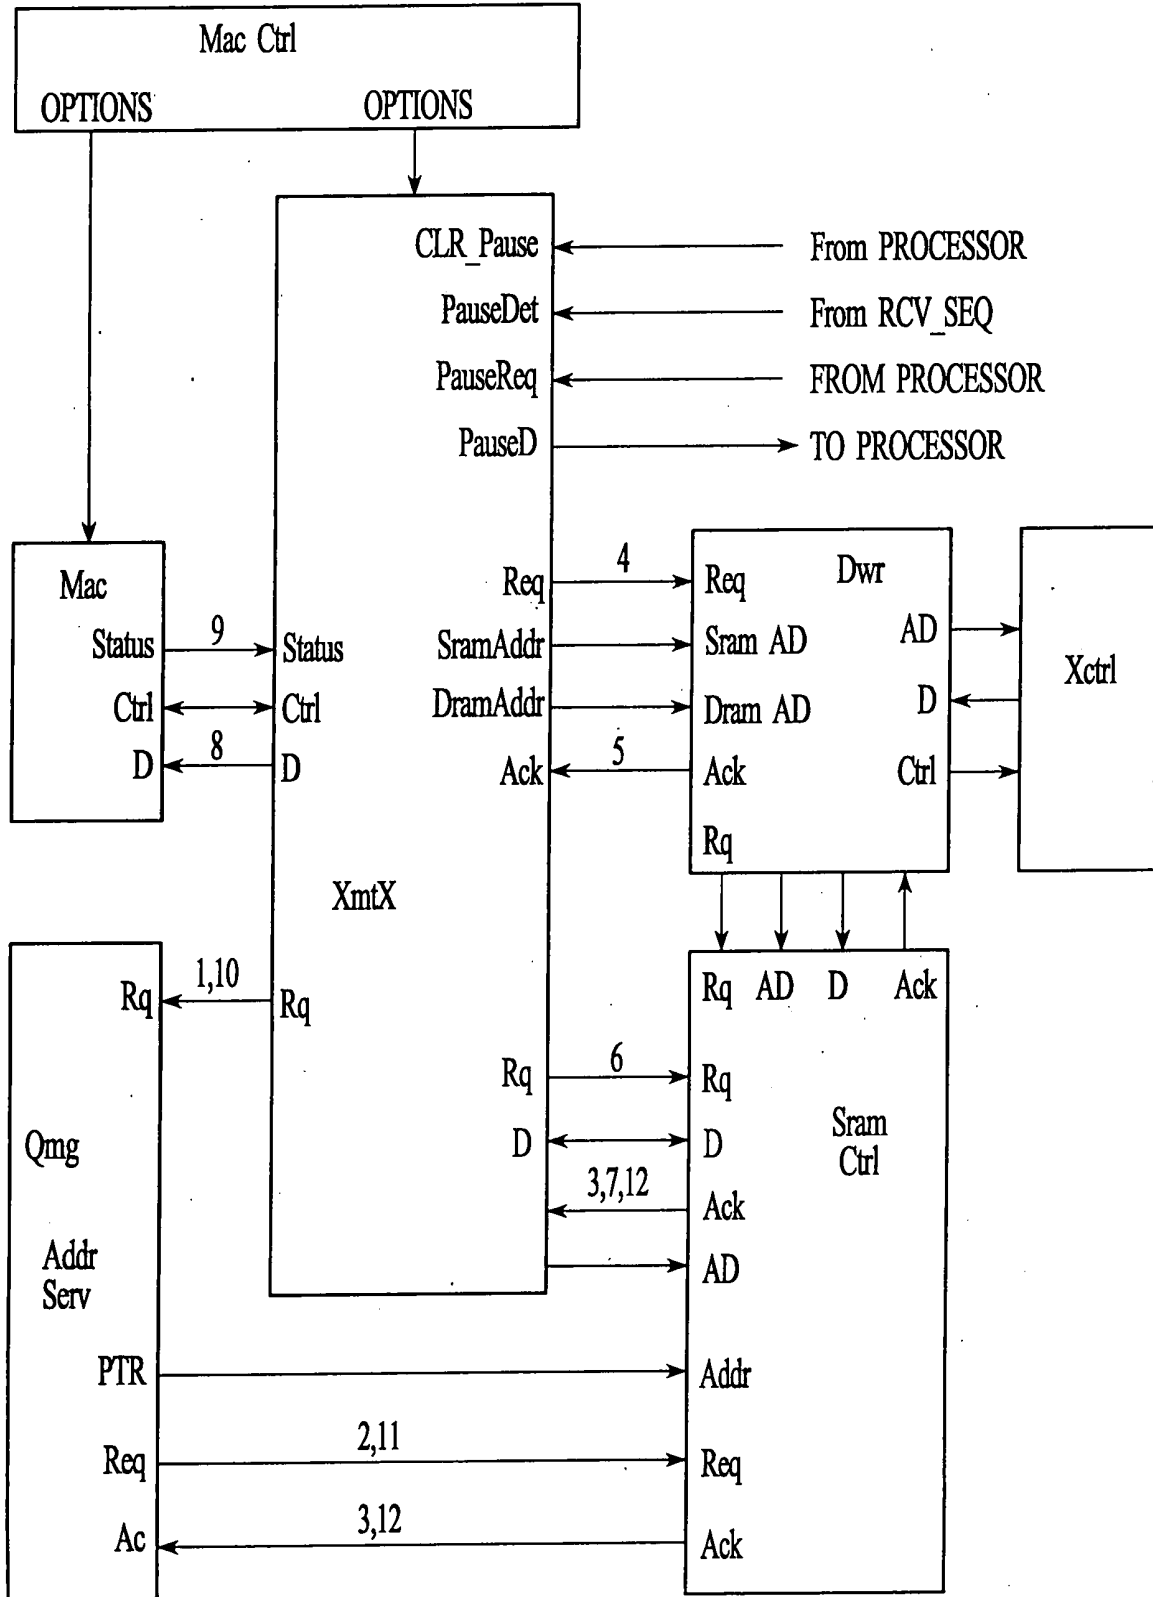 Mac Ctrl
OPTIONS OPTIONS
CLR_Pause From PROCESSOR
PauseDet From RCV_SEQ
PauseReq FROM PROCESSOR
PauseD TO PROCESSOR
Mac Req 4 Req Dwr
Status 9 Status SramAddr Sram AD AD Xctrl
Ctrl Ctrl DramAddr Dram AD D
D 8 D Ack 5 Ack Ctrl
Rq
XmtX
Rq 1,10 Rq Rq AD D Ack
Rq 6 Rq
Qmg D D Sram
Ctrl
3,7,12 Ack
Addr AD
Serv
PTR Addr
Req 2,11 Req
Ac 3,12 Ack